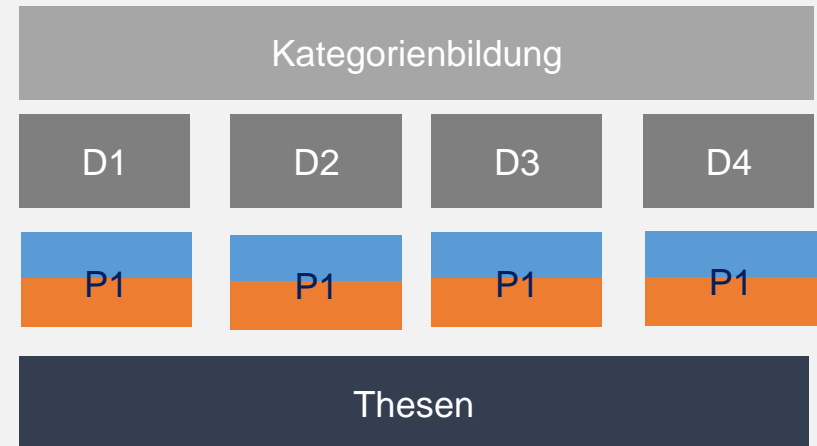 Kategorienbildung
D1 D2 D3 D4
P1 P1 P1 P1
Thesen